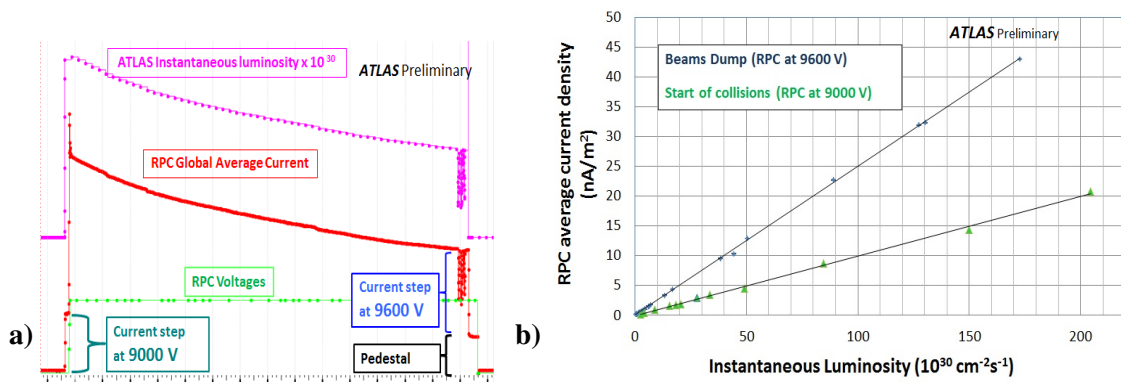 ATLAS Instantaneous luminosity x 10 30
ATLAS Preliminary
RPC Global Average Current
RPC Voltages
Current step
at 9600 V
Current step
at 9000 V
Pedestal
a)
b)
ATLAS Preliminary
Beams Dump (RPC at 9600 V)
Start of collisions (RPC at 9000 V)
RPC average current density
(nA/m²)
50
45
40
35
30
25
20
15
10
5
0
0
50
100
150
200
Instantaneous Luminosity (10³⁰ cm⁻²s⁻¹)